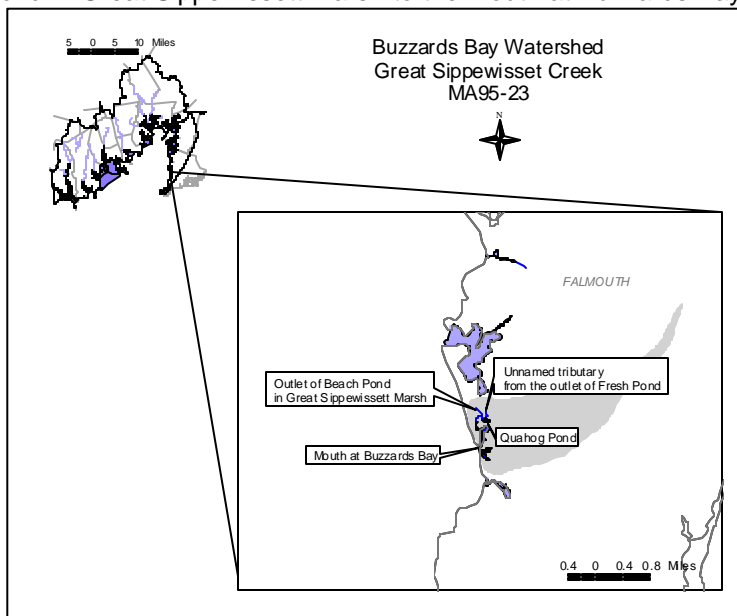 5 0 5 10 Miles
Buzzards Bay Watershed
Great Sippewisset Creek
MA95-23
N
FALMOUTH
Unnamed tributary
from the outlet of Fresh Pond
Outlet of Beach Pond
in Great Sippewissett Marsh
Quahog Pond
Mouth at Buzzards Bay
0.4 0 0.4 0.8 Miles